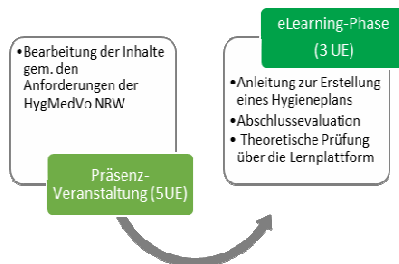 •Bearbeitung der Inhalte
gem. den
Anforderungen der
HygMedVo NRW
Präsenz-
Veranstaltung (5UE)
eLearning-Phase
(3 UE)
•Anleitung zur Erstellung
eines Hygieneplans
•Abschlussevaluation
• Theoretische Prüfung
über die Lernplattform